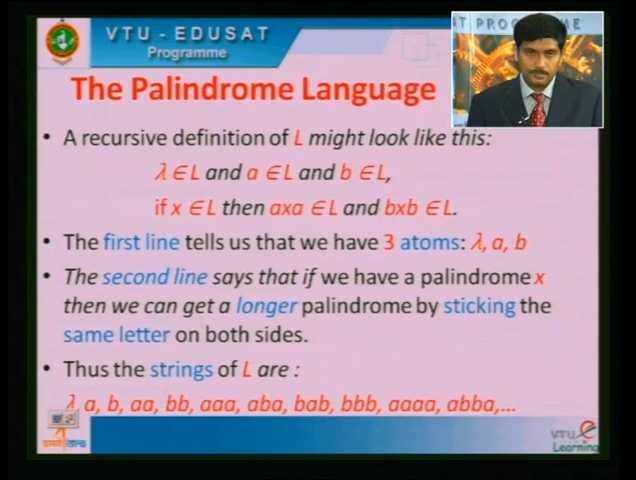 VTU - EDUSAT
Programme
AT PROGRAMME
The Palindrome Language
• A recursive definition of L might look like this:
λ ∈ L and a ∈ L and b ∈ L,
if x ∈ L then axa ∈ L and bxb ∈ L.
• The first line tells us that we have 3 atoms: λ, a, b
• The second line says that if we have a palindrome x
then we can get a longer palindrome by sticking the
same letter on both sides.
• Thus the strings of L are :
λ, a, b, aa, bb, aaa, aba, bab, bbb, aaaa, abba,...
VTU e
Learning